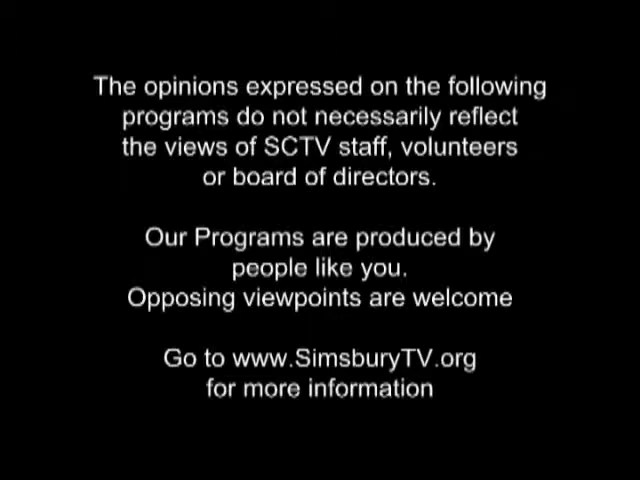 The opinions expressed on the following
programs do not necessarily reflect
the views of SCTV staff, volunteers
or board of directors.
Our Programs are produced by
people like you.
Opposing viewpoints are welcome
Go to www.SimsburyTV.org
for more information